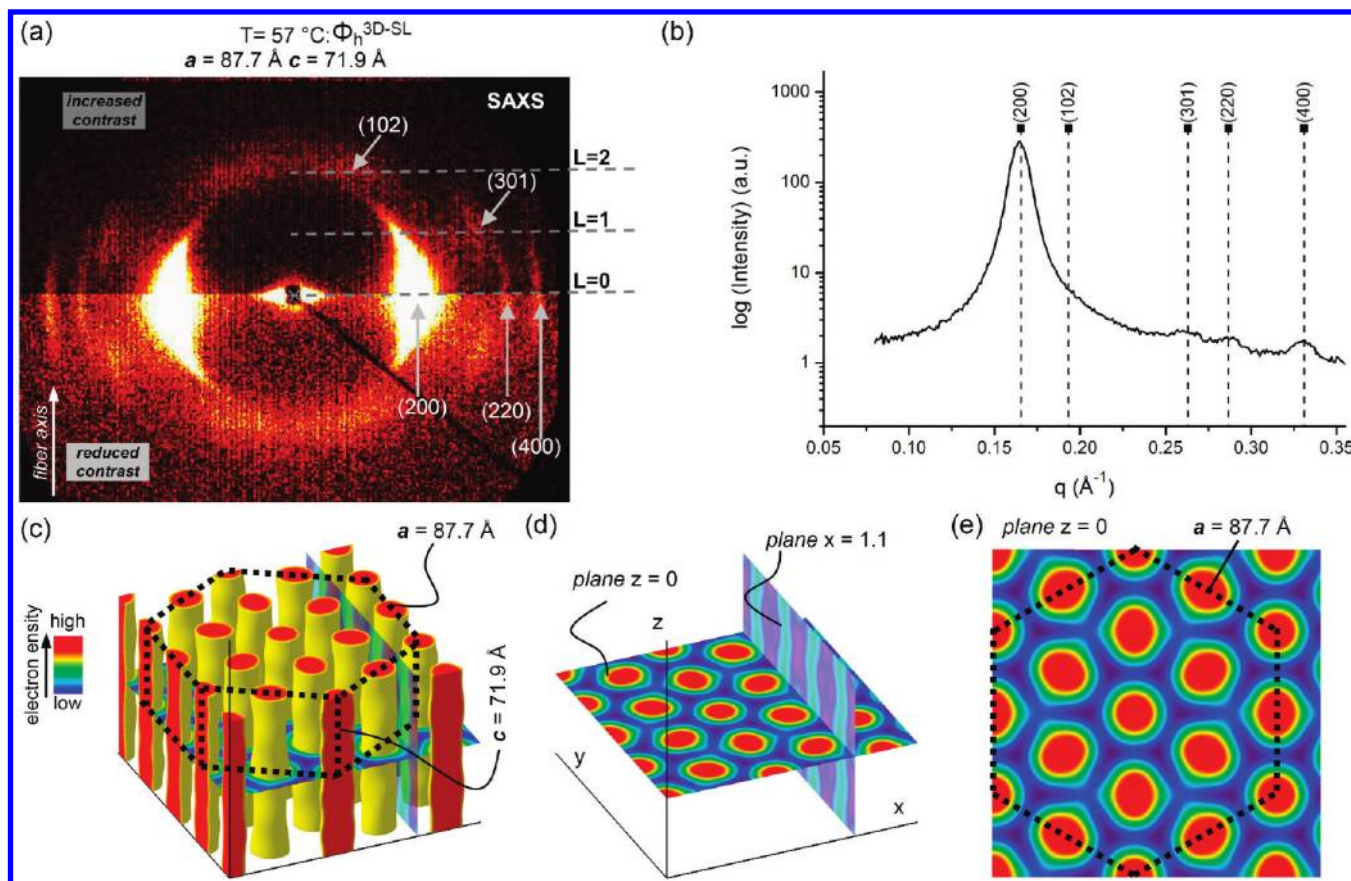 (a)
T= 57 °C:Φh3D-SL
a = 87.7 Å c = 71.9 Å
increased
contrast
SAXS
(102)
L=2
(301)
L=1
L=0
fiber axis
reduced
contrast
(200)
(220)
(400)
(b)
log (Intensity) (a.u.)
1000
100
10
1
(200)
(102)
(301)
(220)
(400)
0.05 0.10 0.15 0.20 0.25 0.30 0.35
q (Å-1)
(c)
a = 87.7 Å
electron ensity
high
low
c = 71.9 Å
(d)
plane x = 1.1
plane z = 0
z
y
x
(e)
plane z = 0
a = 87.7 Å